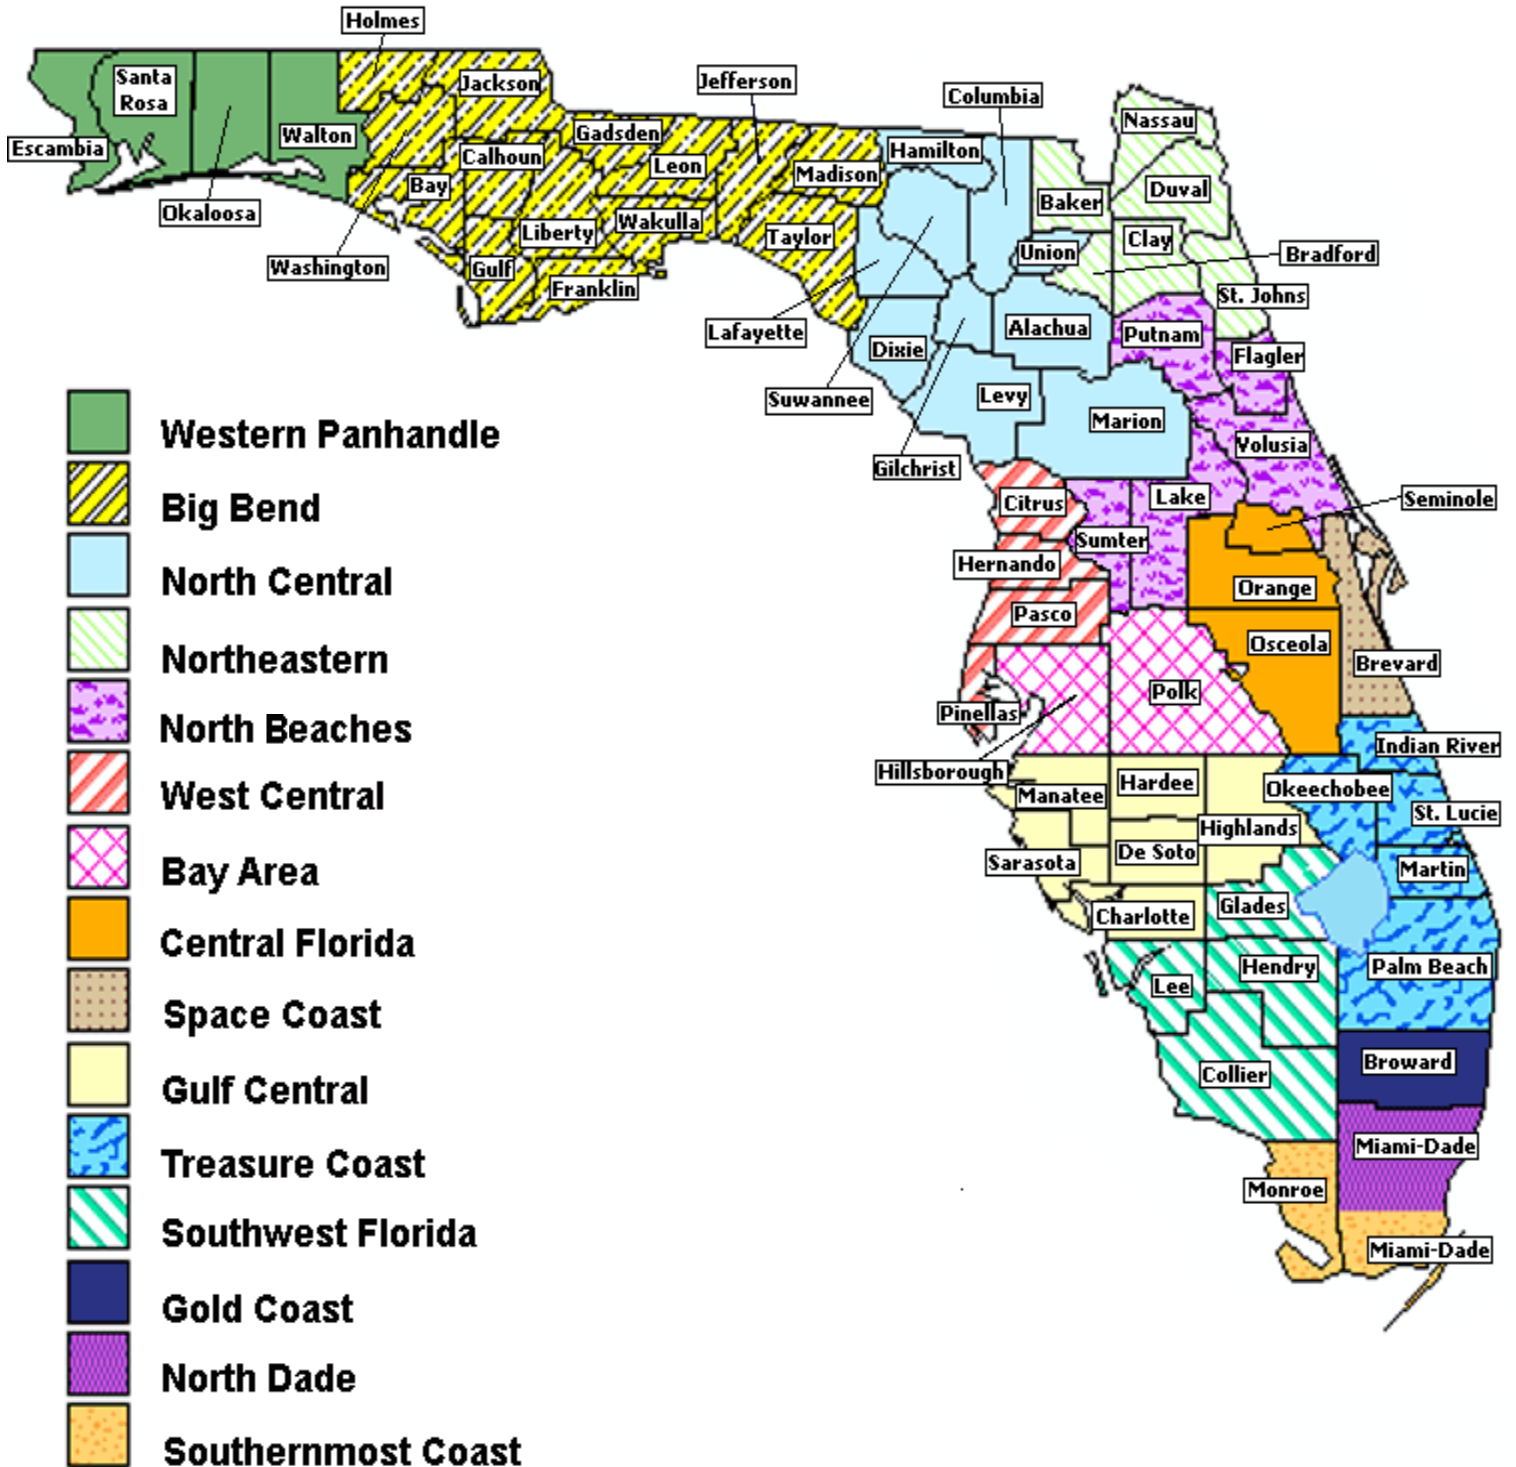 Holmes
Santa
Rosa
Jackson
Jefferson
Columbia
Escambia
Walton
Gadsden
Nassau
Calhoun
Leon
Hamilton
Okaloosa
Bay
Madison
Duval
Baker
Washington
Liberty
Wakulla
Taylor
Union
Clay
Bradford
Gulf
Franklin
St. Johns
Lafayette
Dixie
Alachua
Putnam
Flagler
Suwannee
Levy
Marion
Volusia
Gilchrist
Citrus
Lake
Seminole
Sumter
Hernando
Orange
Pasco
Osceola
Brevard
Polk
Pinellas
Indian River
Hillsborough
Manatee
Hardee
Okeechobee
St. Lucie
Highlands
Sarasota
De Soto
Martin
Charlotte
Glades
Lee
Hendry
Palm Beach
Collier
Broward
Miami-Dade
Monroe
Miami-Dade
Western Panhandle
Big Bend
North Central
Northeastern
North Beaches
West Central
Bay Area
Central Florida
Space Coast
Gulf Central
Treasure Coast
Southwest Florida
Gold Coast
North Dade
Southernmost Coast